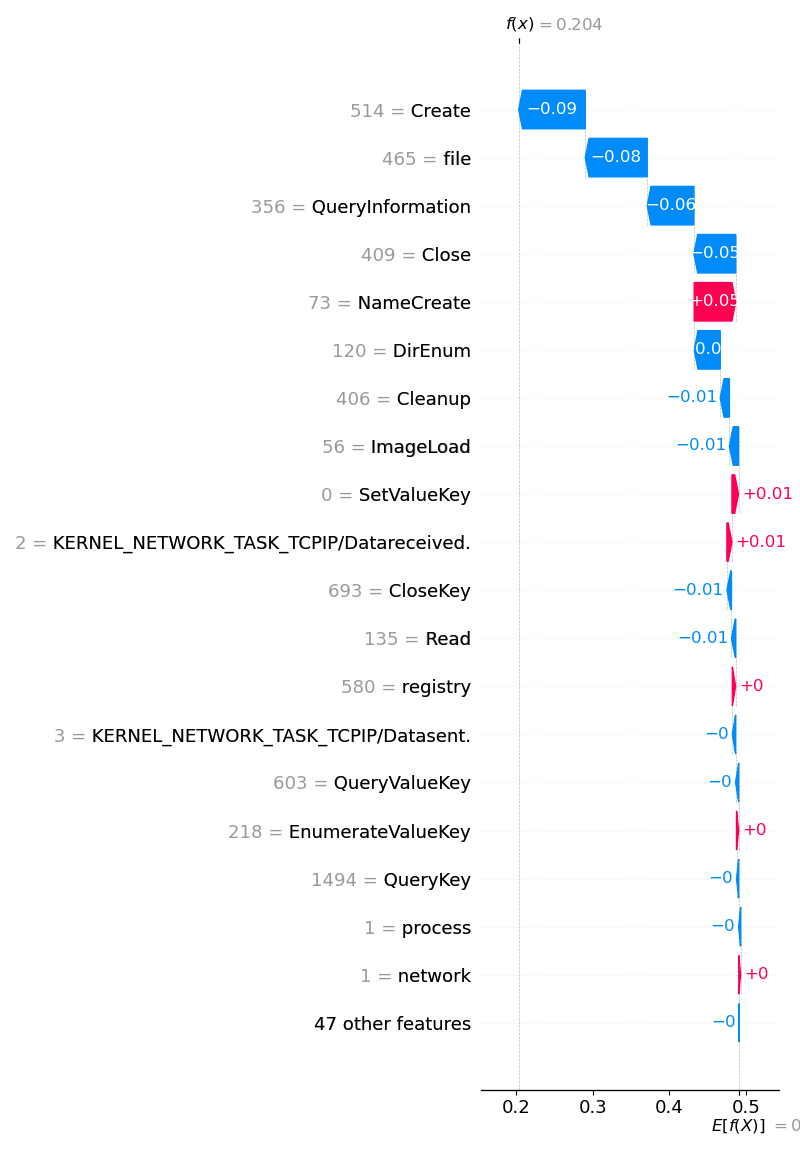 f(x) = 0.204
514 = Create −0.09
465 = file −0.08
356 = QueryInformation −0.06
409 = Close −0.05
73 = NameCreate +0.05
120 = DirEnum 0.0
406 = Cleanup −0.01
56 = ImageLoad −0.01
0 = SetValueKey +0.01
2 = KERNEL_NETWORK_TASK_TCPIP/Datareceived. +0.01
693 = CloseKey −0.01
135 = Read −0.01
580 = registry +0
3 = KERNEL_NETWORK_TASK_TCPIP/Datasent. −0
603 = QueryValueKey −0
218 = EnumerateValueKey +0
1494 = QueryKey −0
1 = process −0
1 = network +0
47 other features −0
0.2 0.3 0.4 0.5
E[f(X)] = 0